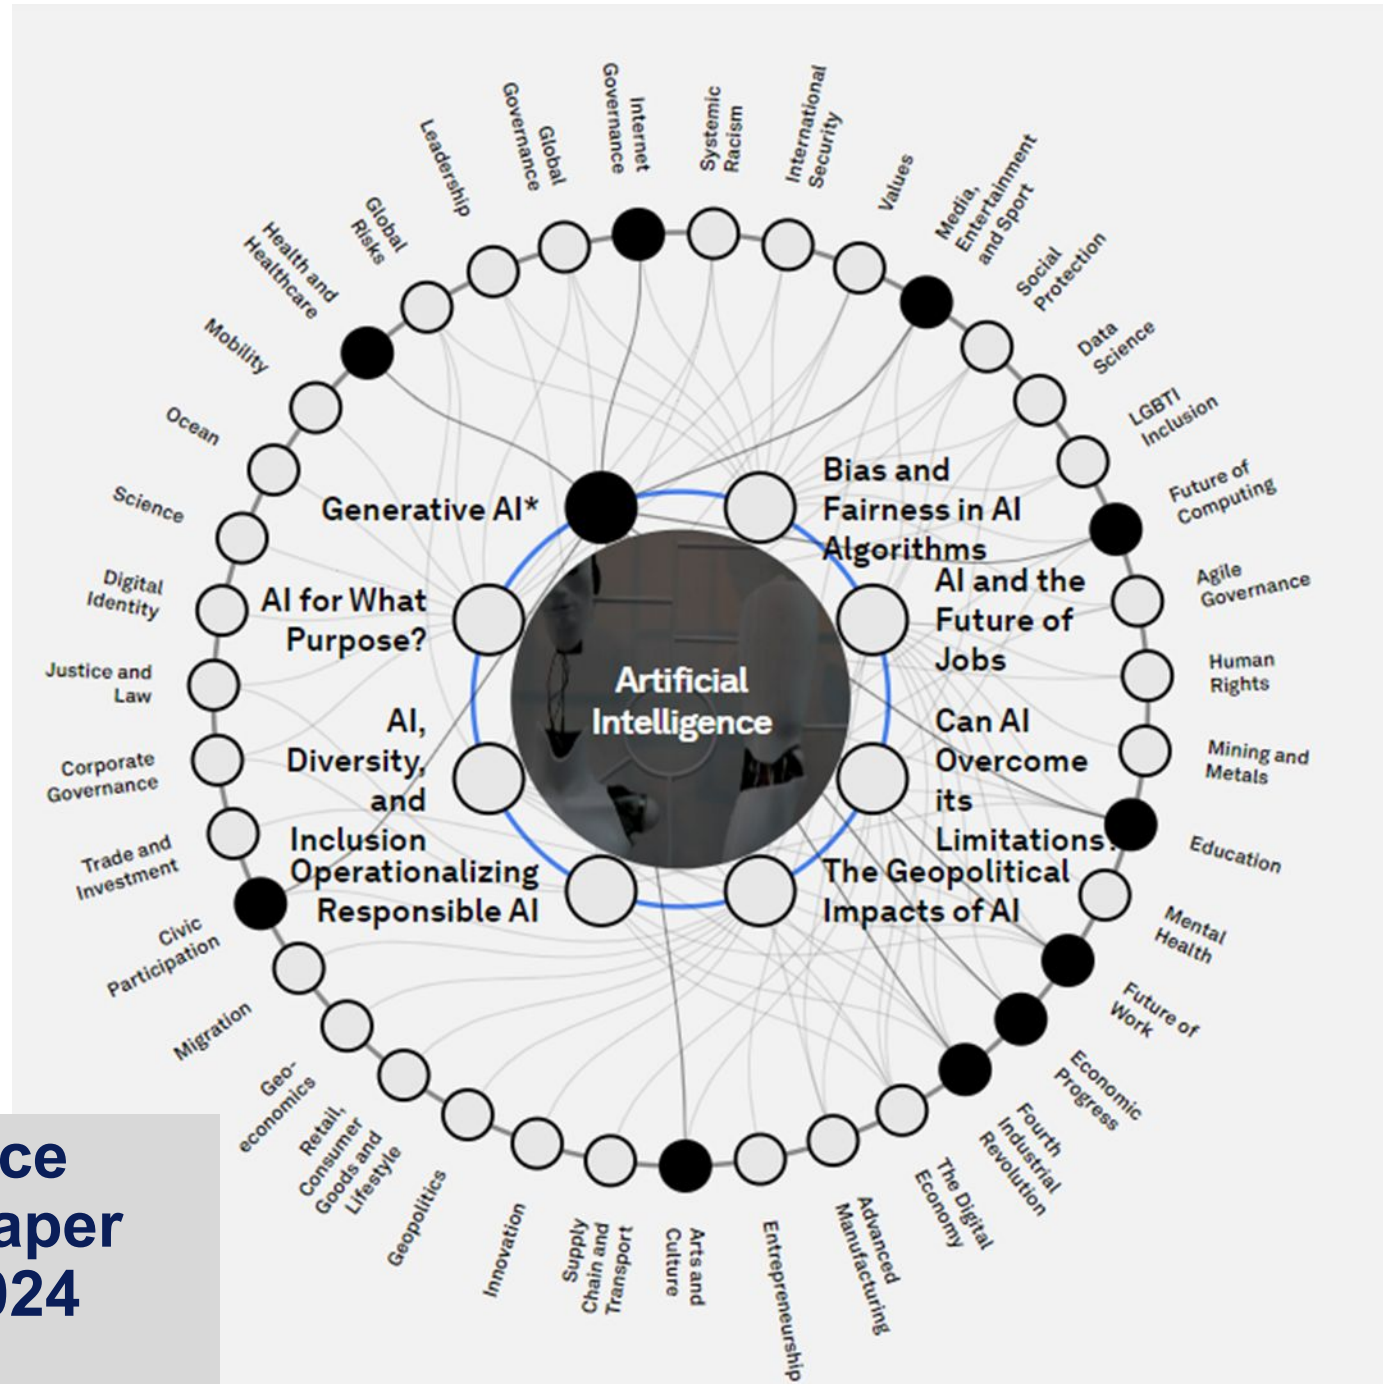 Internet
Governance
Systemic
Racism
International
Security
Values
Media,
Entertainment
and Sport
Social
Protection
Data
Science
LGBTI
Inclusion
Future of
Computing
Agile
Governance
Human
Rights
Mining and
Metals
Education
Mental
Health
Future of
Work
Economic
Progress
Fourth
Industrial
Revolution
The Digital
Economy
Advanced
Manufacturing
Entrepreneurship
Arts and
Culture
Supply
Chain and
Transport
Innovation
Geopolitics
Retail,
Consumer
Goods and
Lifestyle
Geo-
economics
Migration
Civic
Participation
Trade and
Investment
Corporate
Governance
Justice and
Law
Digital
Identity
Science
Ocean
Mobility
Health and
Healthcare
Global
Risks
Leadership
Global
Governance
Generative AI*
Bias and
Fairness in AI
Algorithms
AI and the
Future of
Jobs
Can AI
Overcome
its
Limitations?
The Geopolitical
Impacts of AI
Operationalizing
Responsible AI
AI,
Diversity,
and
Inclusion
AI for What
Purpose?
Artificial
Intelligence
ce
aper
024